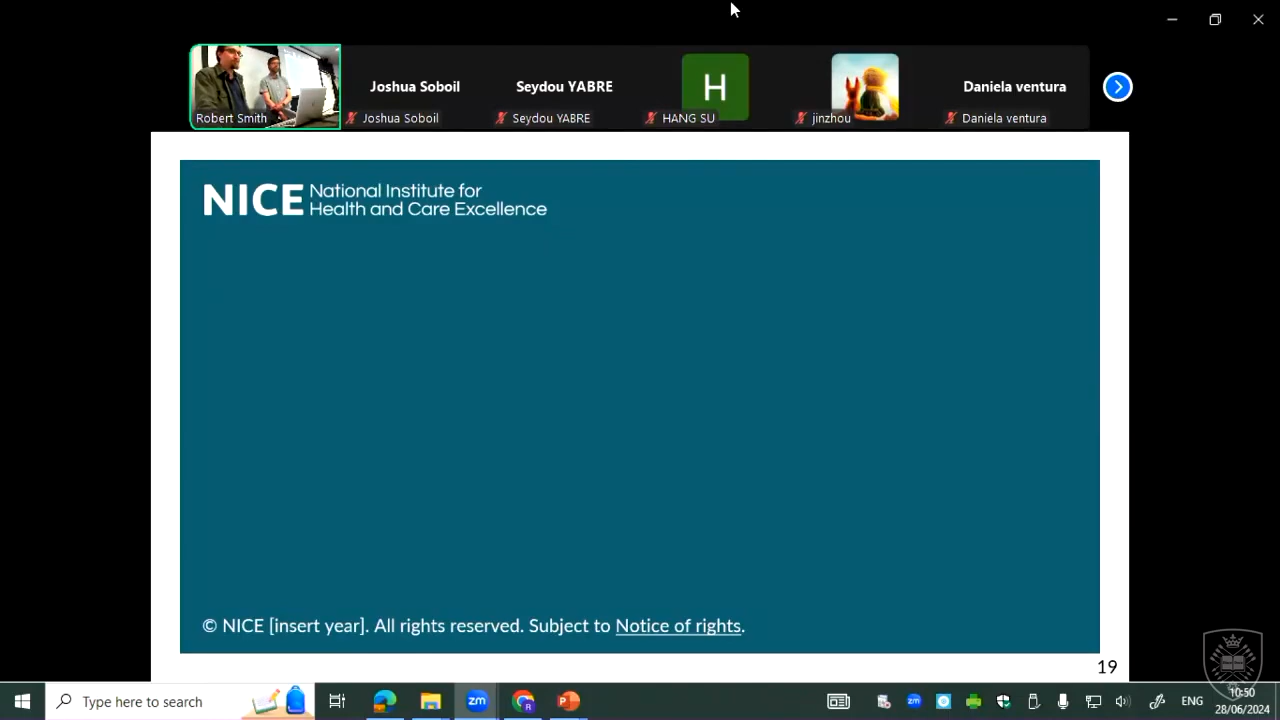 Joshua Soboil
Seydou YABRE
H
Daniela ventura
Robert Smith
Joshua Soboil
Seydou YABRE
HANG SU
jinzhou
Daniela ventura
NICE National Institute for
Health and Care Excellence
© NICE [insert year]. All rights reserved. Subject to Notice of rights.
19
Type here to search
zm
zm
ENG
10:50
28/06/2024